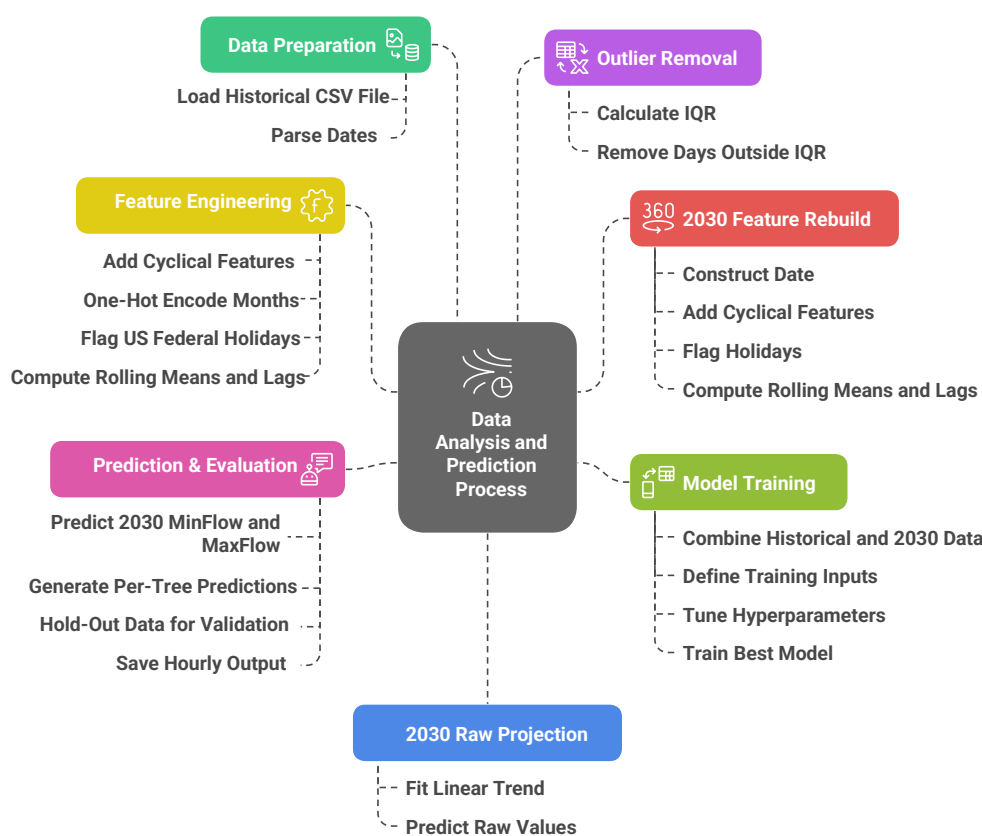 Data Preparation
Load Historical CSV File
Parse Dates
Outlier Removal
Calculate IQR
Remove Days Outside IQR
Feature Engineering
Add Cyclical Features
One-Hot Encode Months
Flag US Federal Holidays
Compute Rolling Means and Lags
360
2030 Feature Rebuild
Construct Date
Add Cyclical Features
Flag Holidays
Compute Rolling Means and Lags
Data
Analysis and
Prediction
Process
Prediction & Evaluation
Predict 2030 MinFlow and
MaxFlow
Generate Per-Tree Predictions
Hold-Out Data for Validation
Save Hourly Output
Model Training
Combine Historical and 2030 Data
Define Training Inputs
Tune Hyperparameters
Train Best Model
2030 Raw Projection
Fit Linear Trend
Predict Raw Values